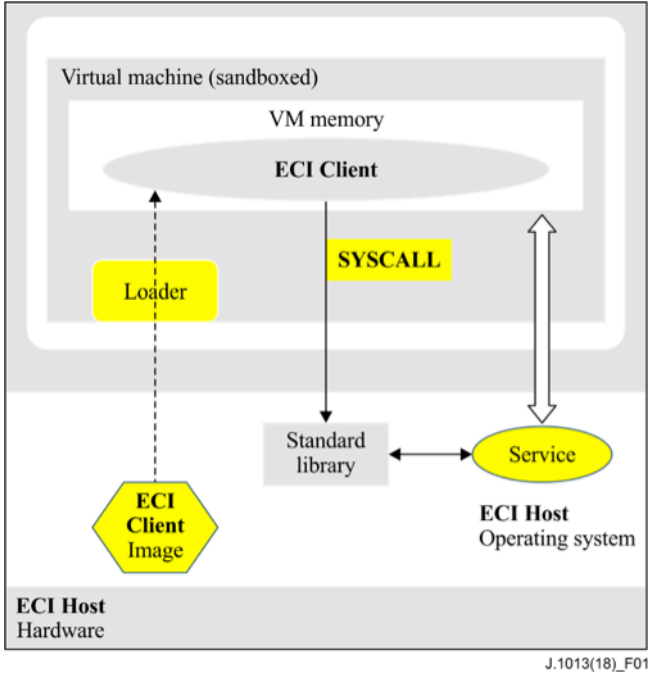 Virtual machine (sandboxed)
VM memory
ECI Client
SYSCALL
Loader
Standard
library
Service
ECI
Client
Image
ECI Host
Operating system
ECI Host
Hardware
J.1013(18)_F01